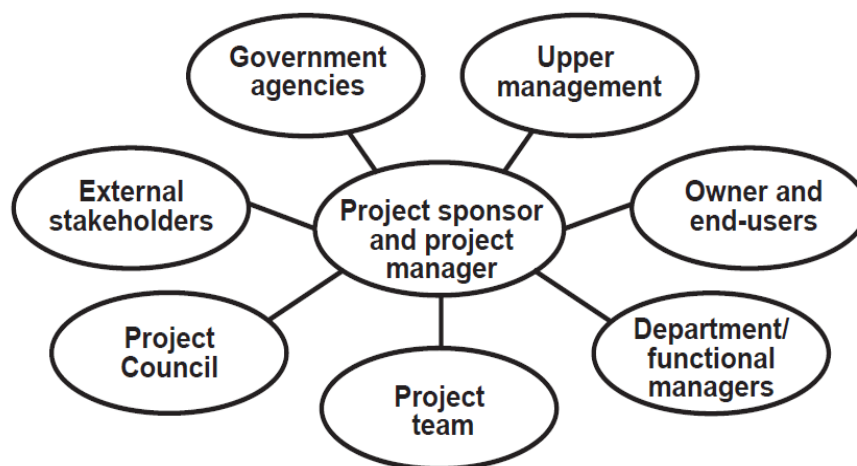 Government
agencies
Upper
management
External
stakeholders
Project sponsor
and project
manager
Owner and
end-users
Project
Council
Project
team
Department/
functional
managers